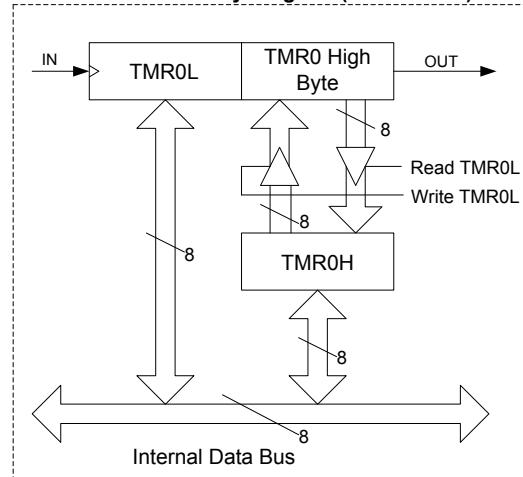 IN
TMR0L
TMR0 High
Byte
OUT
8
Read TMR0L
Write TMR0L
8
8
TMR0H
8
8
Internal Data Bus